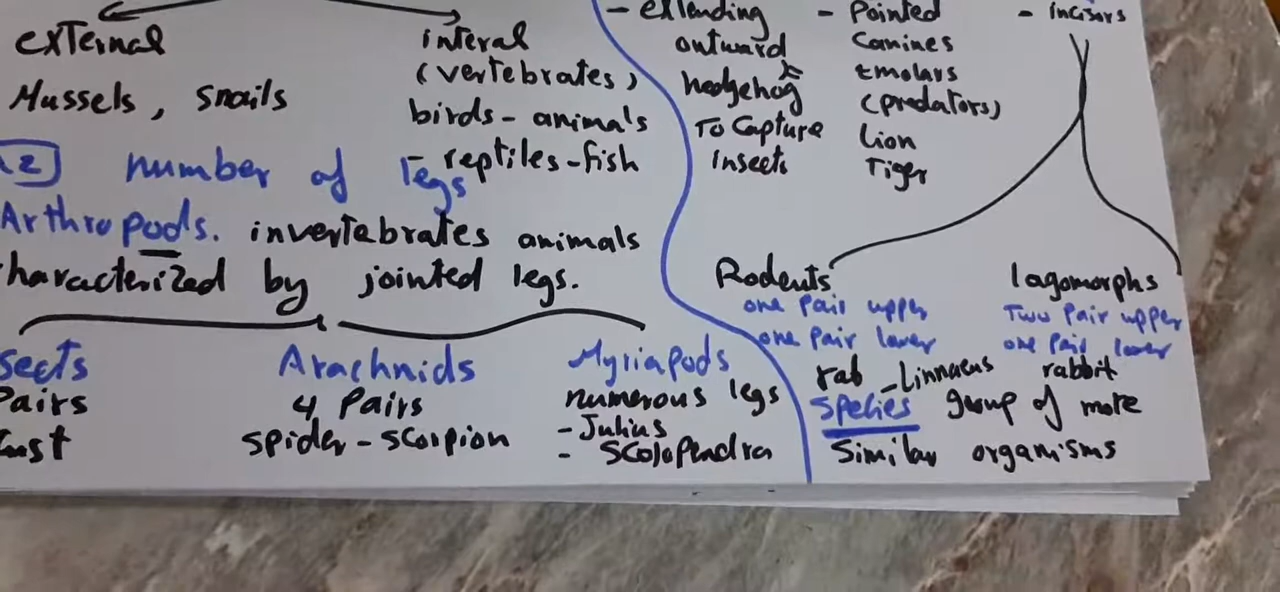 external
interal
Mussels, snails
(vertebrates)
birds - animals
- reptiles - fish
2 number of legs
Arthropods. invertebrates animals
characterized by jointed legs.
sects
Arachnids
Myriapods
Pairs
4 Pairs
numerous legs
spider - scorpion
- Julius
- Scolopendra
- extending
outward
hedgehog
To Capture
insects
- Pointed
Canines
(predators)
Lion
Tiger
- incisors
Rodents
lagomorphs
one Pair upper
Two Pair upper
one Pair lower
one Pair lower
rabbit
- Linnaeus
Species group of more
Similar organisms